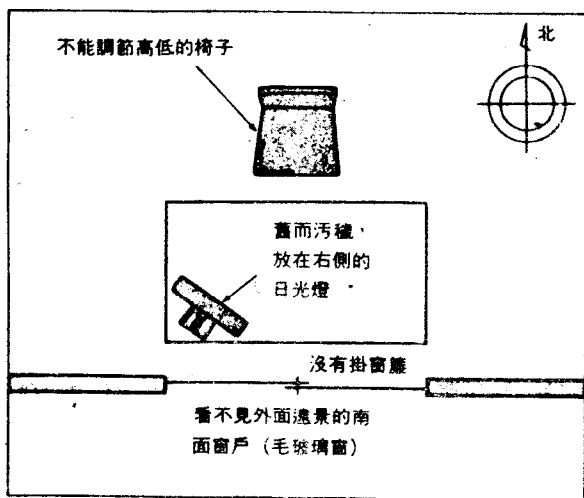 不能調節高低的椅子
北
舊而汚穢，
放在右側的
日光燈
沒有掛窗簾
看不見外面遠景的南
面窗戶（毛玻璃窗）